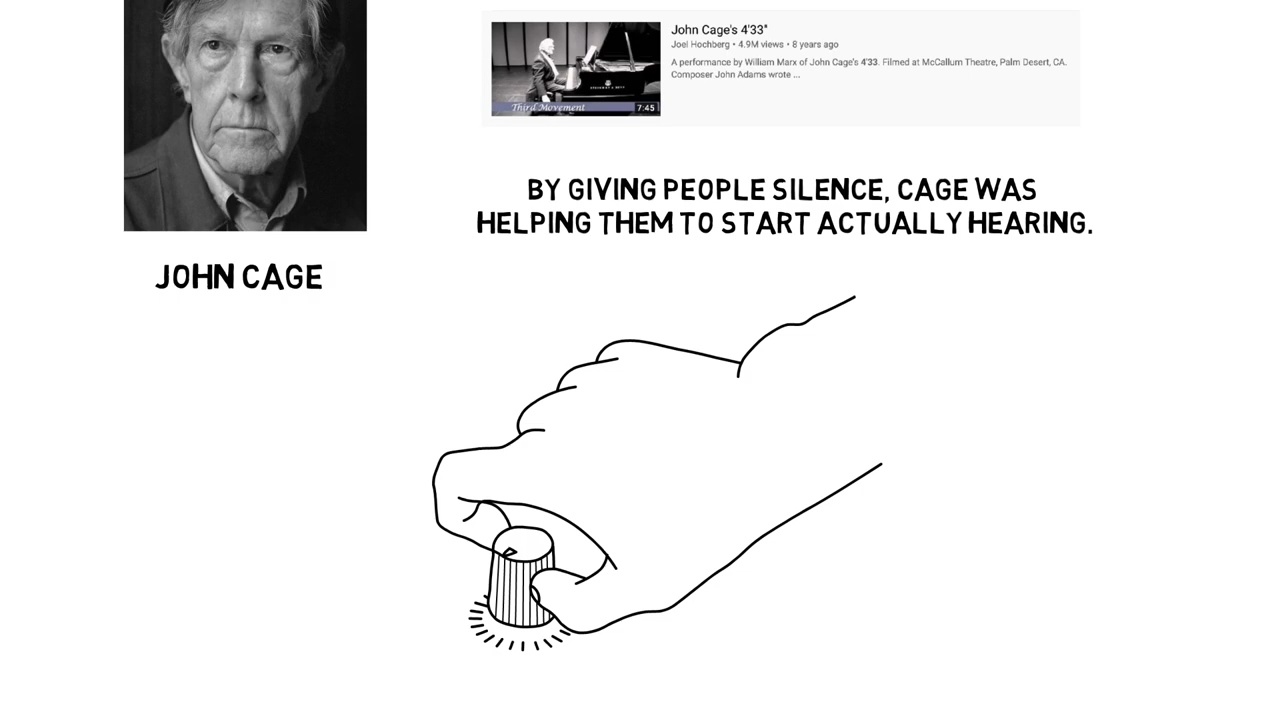 John Cage's 4'33"
Joel Hochberg • 4.9M views • 8 years ago
A performance by William Marx of John Cage's 4'33. Filmed at McCallum Theatre, Palm Desert, CA.
Composer John Adams wrote ...
Third Movement
7:45
BY GIVING PEOPLE SILENCE, CAGE WAS
HELPING THEM TO START ACTUALLY HEARING.
JOHN CAGE